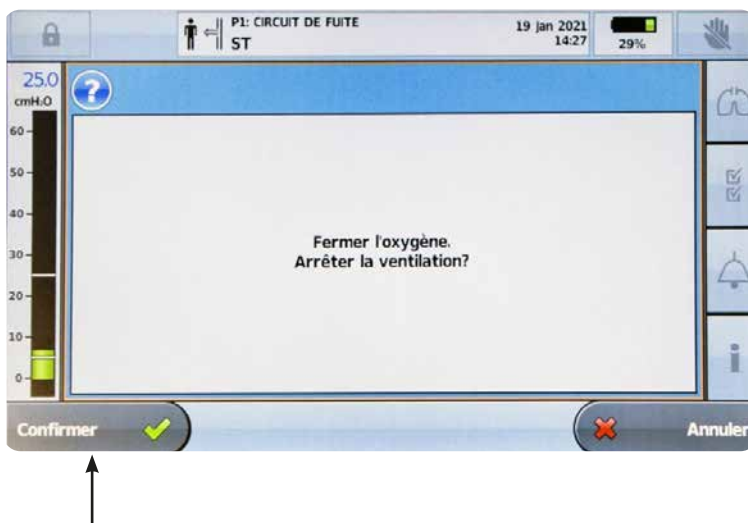 P1: CIRCUIT DE FUITE
ST
19 Jan 2021
14:27
29%
25.0
cmH₂O
60
50
40
30
20
10
0
?
Fermer l'oxygène.
Arrêter la ventilation?
i
Confirmer
Annuler